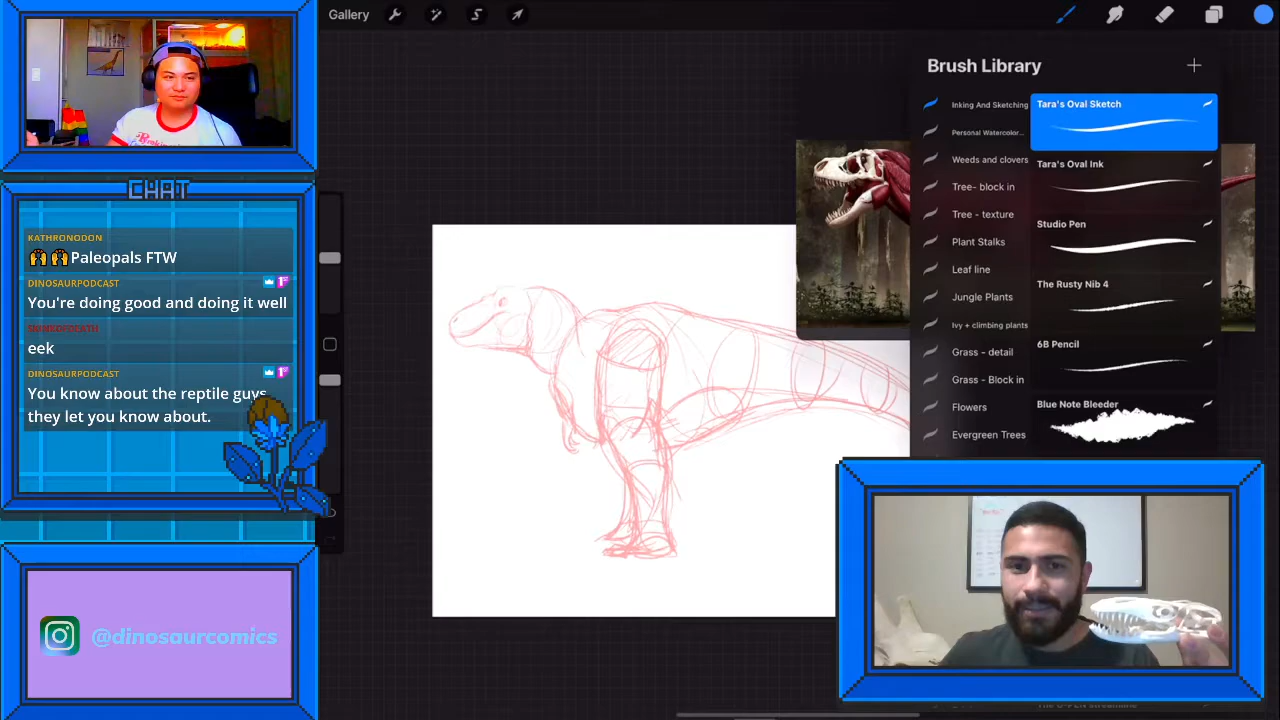 Gallery
Brush Library
Inking And Sketching
Personal Watercolor...
Weeds and clovers
Tree- block in
Tree - texture
Plant Stalks
Leaf line
Jungle Plants
Ivy + climbing plants
Grass - detail
Grass - Block in
Flowers
Evergreen Trees
Tara's Oval Sketch
Tara's Oval Ink
Studio Pen
The Rusty Nib 4
6B Pencil
Blue Note Bleeder
CHAT
KATHRONODON
Paleopals FTW
DINOSAURPODCAST
You're doing good and doing it well
eek
DINOSAURPODCAST
You know about the reptile guys
they let you know about.
@dinosaurcomics